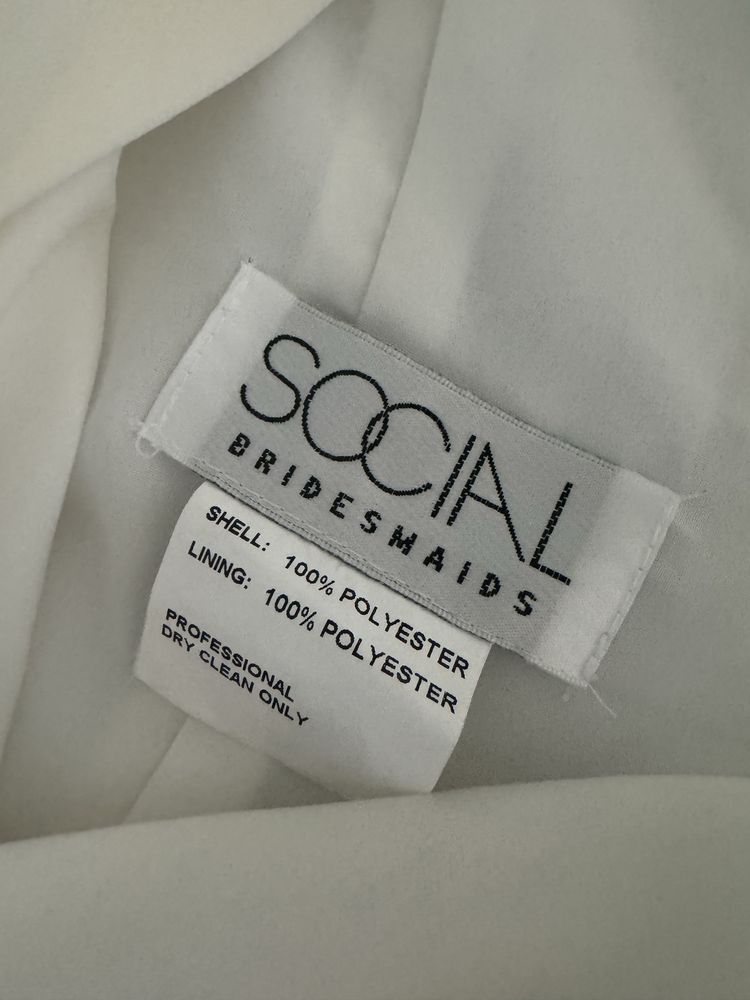 SOCIAL
BRIDESMAIDS
SHELL: 100% POLYESTER
LINING: 100% POLYESTER
PROFESSIONAL
DRY CLEAN ONLY